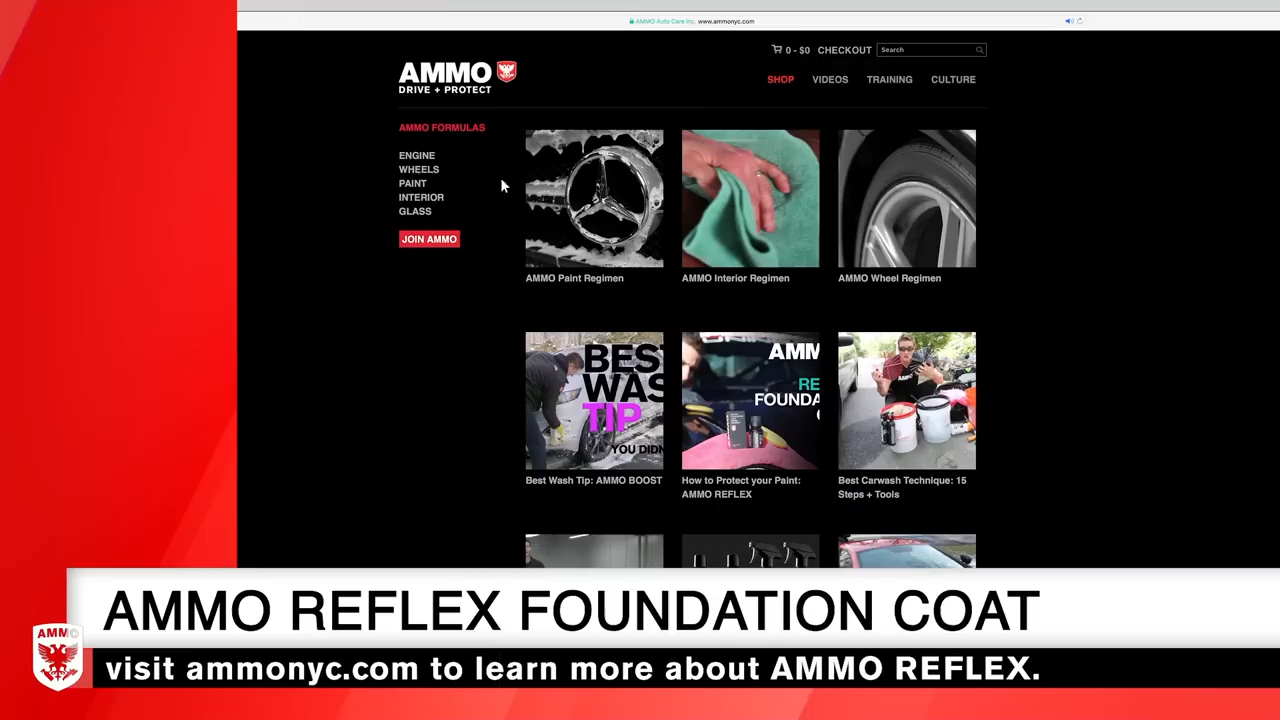 AMMO Auto Care Inc. www.ammonyc.com
0 - $0 CHECKOUT Search
AMMO
DRIVE + PROTECT
SHOP VIDEOS TRAINING CULTURE
AMMO FORMULAS
ENGINE
WHEELS
PAINT
INTERIOR
GLASS
JOIN AMMO
AMMO Paint Regimen
AMMO Interior Regimen
AMMO Wheel Regimen
BES
WAS
TIP
YOU DIDN
Best Wash Tip: AMMO BOOST
AMM
RE
FOUNDA
C
How to Protect your Paint:
AMMO REFLEX
AMMO
Best Carwash Technique: 15
Steps + Tools
AMMO REFLEX FOUNDATION COAT
AMMO
visit ammonyc.com to learn more about AMMO REFLEX.